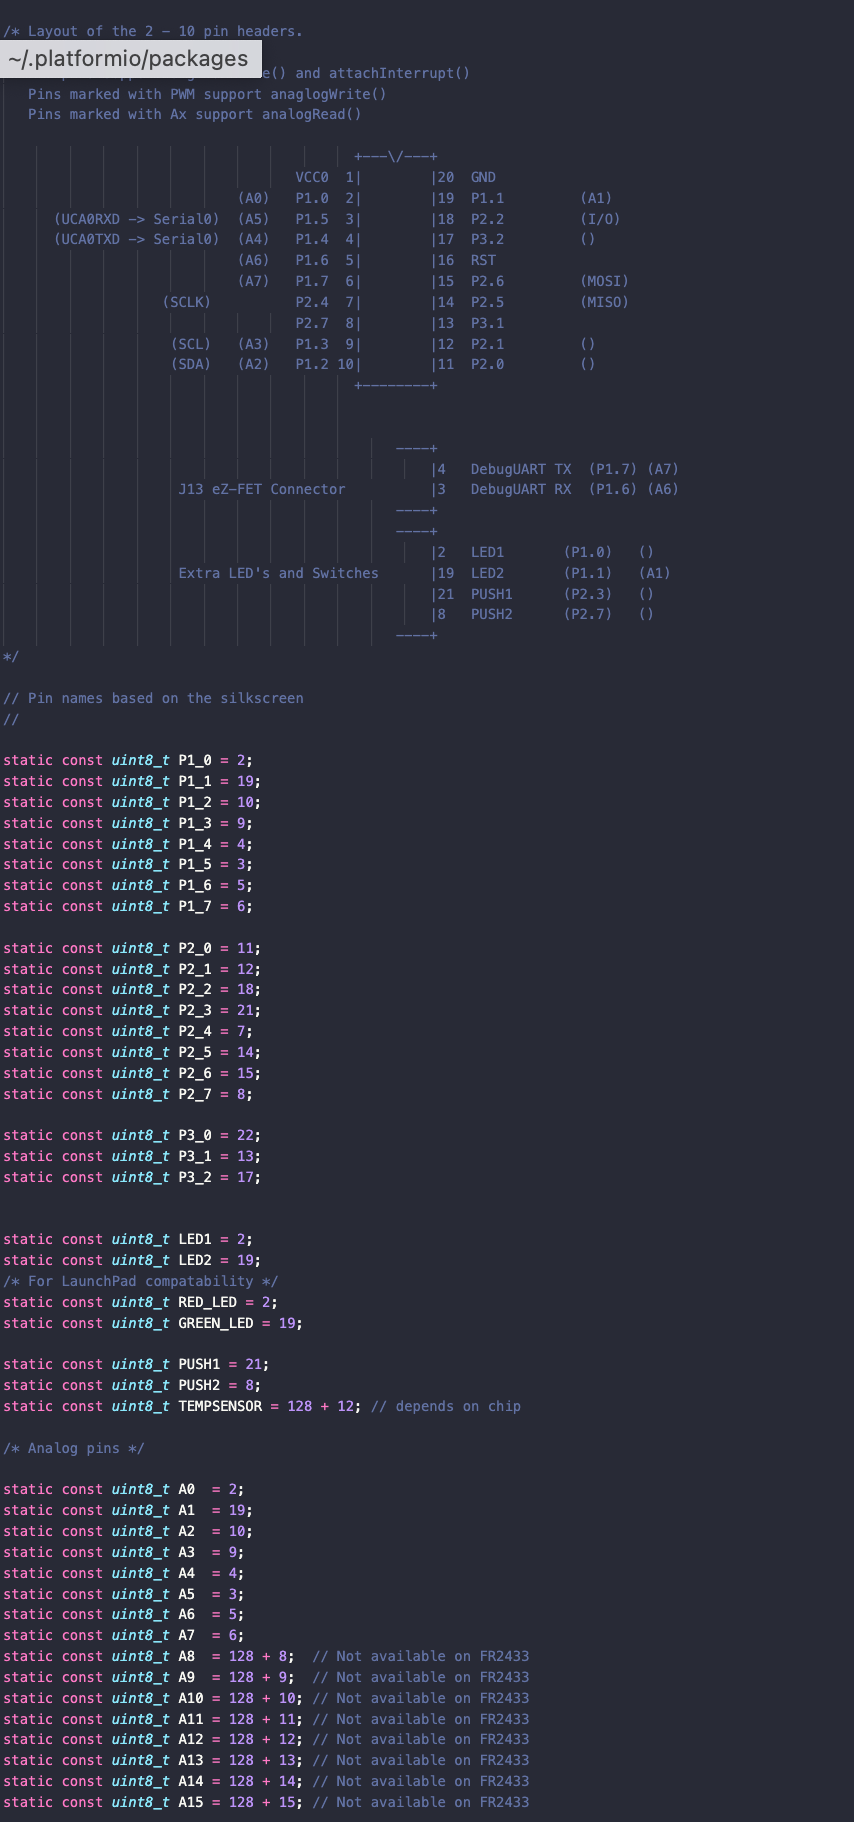 /* Layout of the 2 - 10 pin headers.
~/.platformio/packages
e() and attachInterrupt()
Pins marked with PWM support anaglogWrite()
Pins marked with Ax support analogRead()
+---\/---+
VCC0 1| |20 GND
(A0) P1.0 2| |19 P1.1 (A1)
(UCA0RXD -> Serial0) (A5) P1.5 3| |18 P2.2 (I/O)
(UCA0TXD -> Serial0) (A4) P1.4 4| |17 P3.2 ()
(A6) P1.6 5| |16 RST
(A7) P1.7 6| |15 P2.6 (MOSI)
(SCLK) P2.4 7| |14 P2.5 (MISO)
P2.7 8| |13 P3.1
(SCL) (A3) P1.3 9| |12 P2.1 ()
(SDA) (A2) P1.2 10| |11 P2.0 ()
+--------+
----+
|4 DebugUART TX (P1.7) (A7)
J13 eZ-FET Connector |3 DebugUART RX (P1.6) (A6)
----+
----+
|2 LED1 (P1.0) ()
Extra LED's and Switches |19 LED2 (P1.1) (A1)
|21 PUSH1 (P2.3) ()
|8 PUSH2 (P2.7) ()
----+
*/
// Pin names based on the silkscreen
//
static const uint8_t P1_0 = 2;
static const uint8_t P1_1 = 19;
static const uint8_t P1_2 = 10;
static const uint8_t P1_3 = 9;
static const uint8_t P1_4 = 4;
static const uint8_t P1_5 = 3;
static const uint8_t P1_6 = 5;
static const uint8_t P1_7 = 6;
static const uint8_t P2_0 = 11;
static const uint8_t P2_1 = 12;
static const uint8_t P2_2 = 18;
static const uint8_t P2_3 = 21;
static const uint8_t P2_4 = 7;
static const uint8_t P2_5 = 14;
static const uint8_t P2_6 = 15;
static const uint8_t P2_7 = 8;
static const uint8_t P3_0 = 22;
static const uint8_t P3_1 = 13;
static const uint8_t P3_2 = 17;
static const uint8_t LED1 = 2;
static const uint8_t LED2 = 19;
/* For LaunchPad compatability */
static const uint8_t RED_LED = 2;
static const uint8_t GREEN_LED = 19;
static const uint8_t PUSH1 = 21;
static const uint8_t PUSH2 = 8;
static const uint8_t TEMPSENSOR = 128 + 12; // depends on chip
/* Analog pins */
static const uint8_t A0 = 2;
static const uint8_t A1 = 19;
static const uint8_t A2 = 10;
static const uint8_t A3 = 9;
static const uint8_t A4 = 4;
static const uint8_t A5 = 3;
static const uint8_t A6 = 5;
static const uint8_t A7 = 6;
static const uint8_t A8 = 128 + 8; // Not available on FR2433
static const uint8_t A9 = 128 + 9; // Not available on FR2433
static const uint8_t A10 = 128 + 10; // Not available on FR2433
static const uint8_t A11 = 128 + 11; // Not available on FR2433
static const uint8_t A12 = 128 + 12; // Not available on FR2433
static const uint8_t A13 = 128 + 13; // Not available on FR2433
static const uint8_t A14 = 128 + 14; // Not available on FR2433
static const uint8_t A15 = 128 + 15; // Not available on FR2433